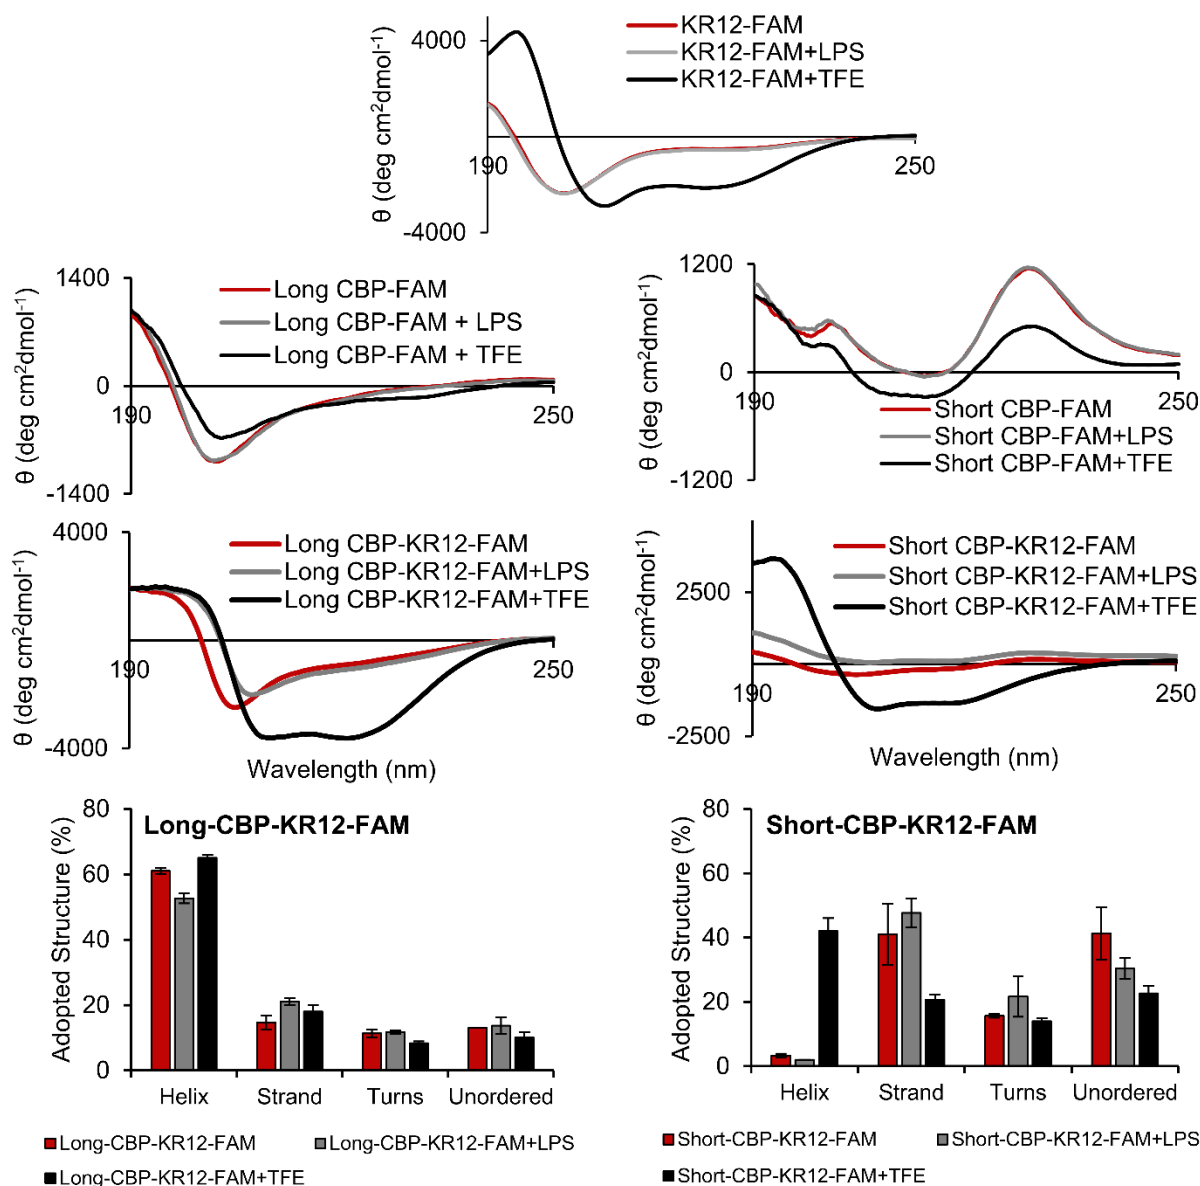 4000
θ (deg cm²dmol⁻¹)
KR12-FAM
KR12-FAM+LPS
KR12-FAM+TFE
190
250
-4000
1400
θ (deg cm²dmol⁻¹)
Long CBP-FAM
Long CBP-FAM + LPS
Long CBP-FAM + TFE
0
190
250
-1400
1200
θ (deg cm²dmol⁻¹)
0
190
250
Short CBP-FAM
Short CBP-FAM+LPS
Short CBP-FAM+TFE
-1200
4000
θ (deg cm²dmol⁻¹)
Long CBP-KR12-FAM
Long CBP-KR12-FAM+LPS
Long CBP-KR12-FAM+TFE
190
250
-4000
Wavelength (nm)
2500
θ (deg cm²dmol⁻¹)
Short CBP-KR12-FAM
Short CBP-KR12-FAM+LPS
Short CBP-KR12-FAM+TFE
190
250
-2500
Wavelength (nm)
Long-CBP-KR12-FAM
Adopted Structure (%)
80
60
40
20
0
Helix Strand Turns Unordered
Long-CBP-KR12-FAM Long-CBP-KR12-FAM+LPS
Long-CBP-KR12-FAM+TFE
Short-CBP-KR12-FAM
Adopted Structure (%)
80
60
40
20
0
Helix Strand Turns Unordered
Short-CBP-KR12-FAM Short-CBP-KR12-FAM+LPS
Short-CBP-KR12-FAM+TFE